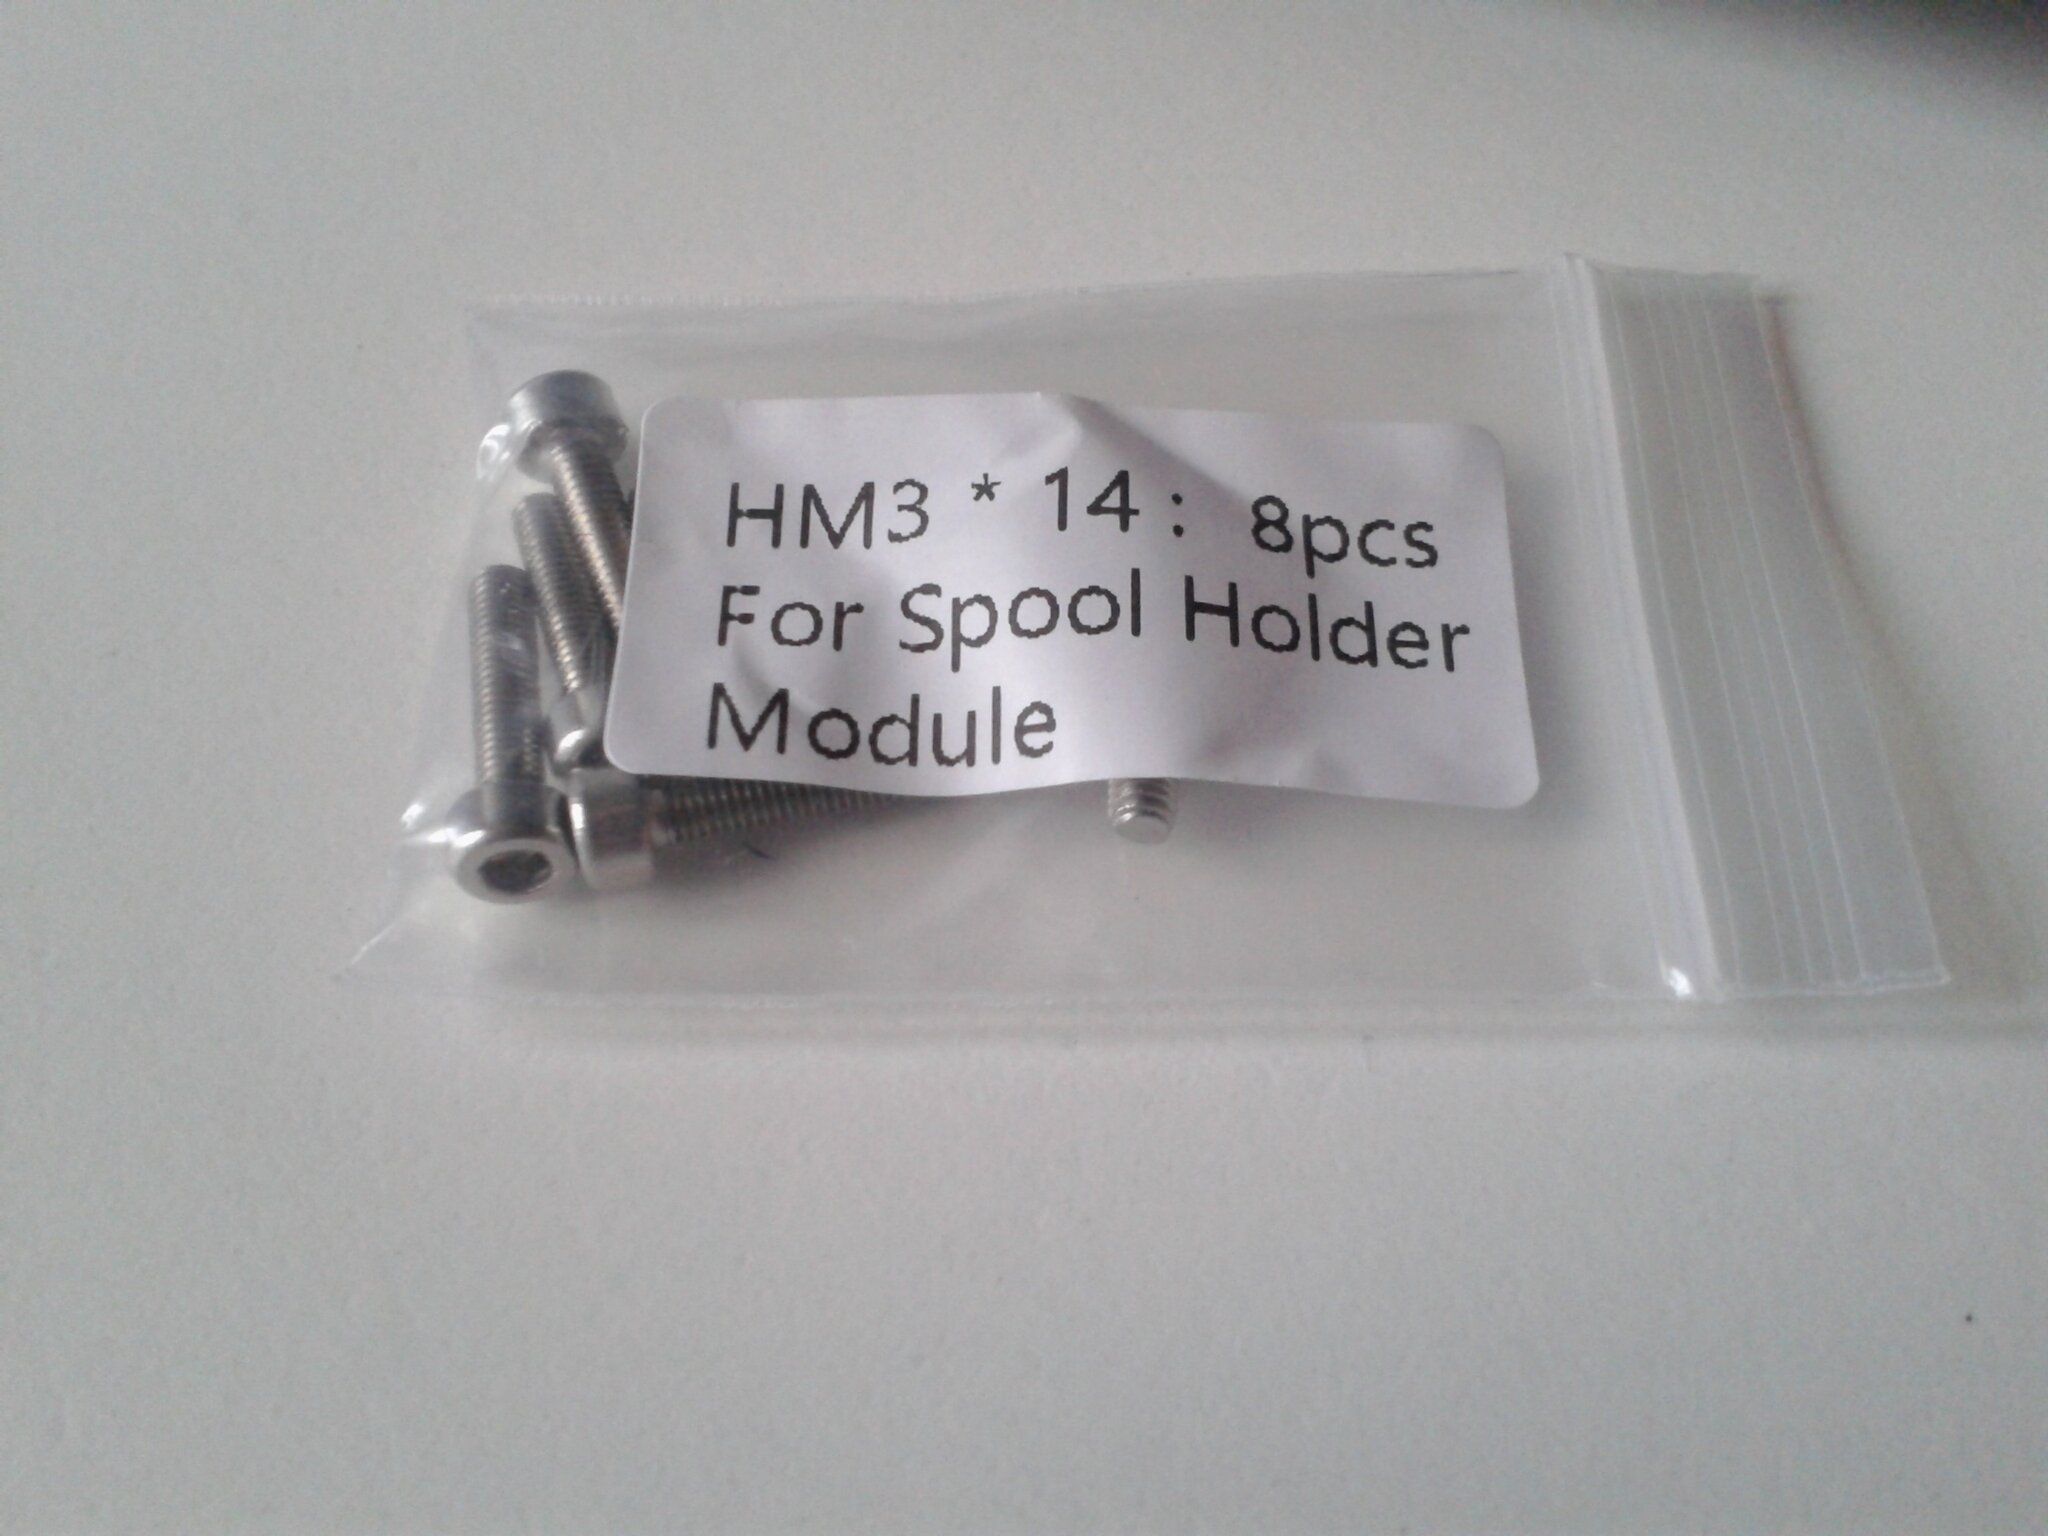 HM3 * 14: 8pcs
For Spool Holder
Module